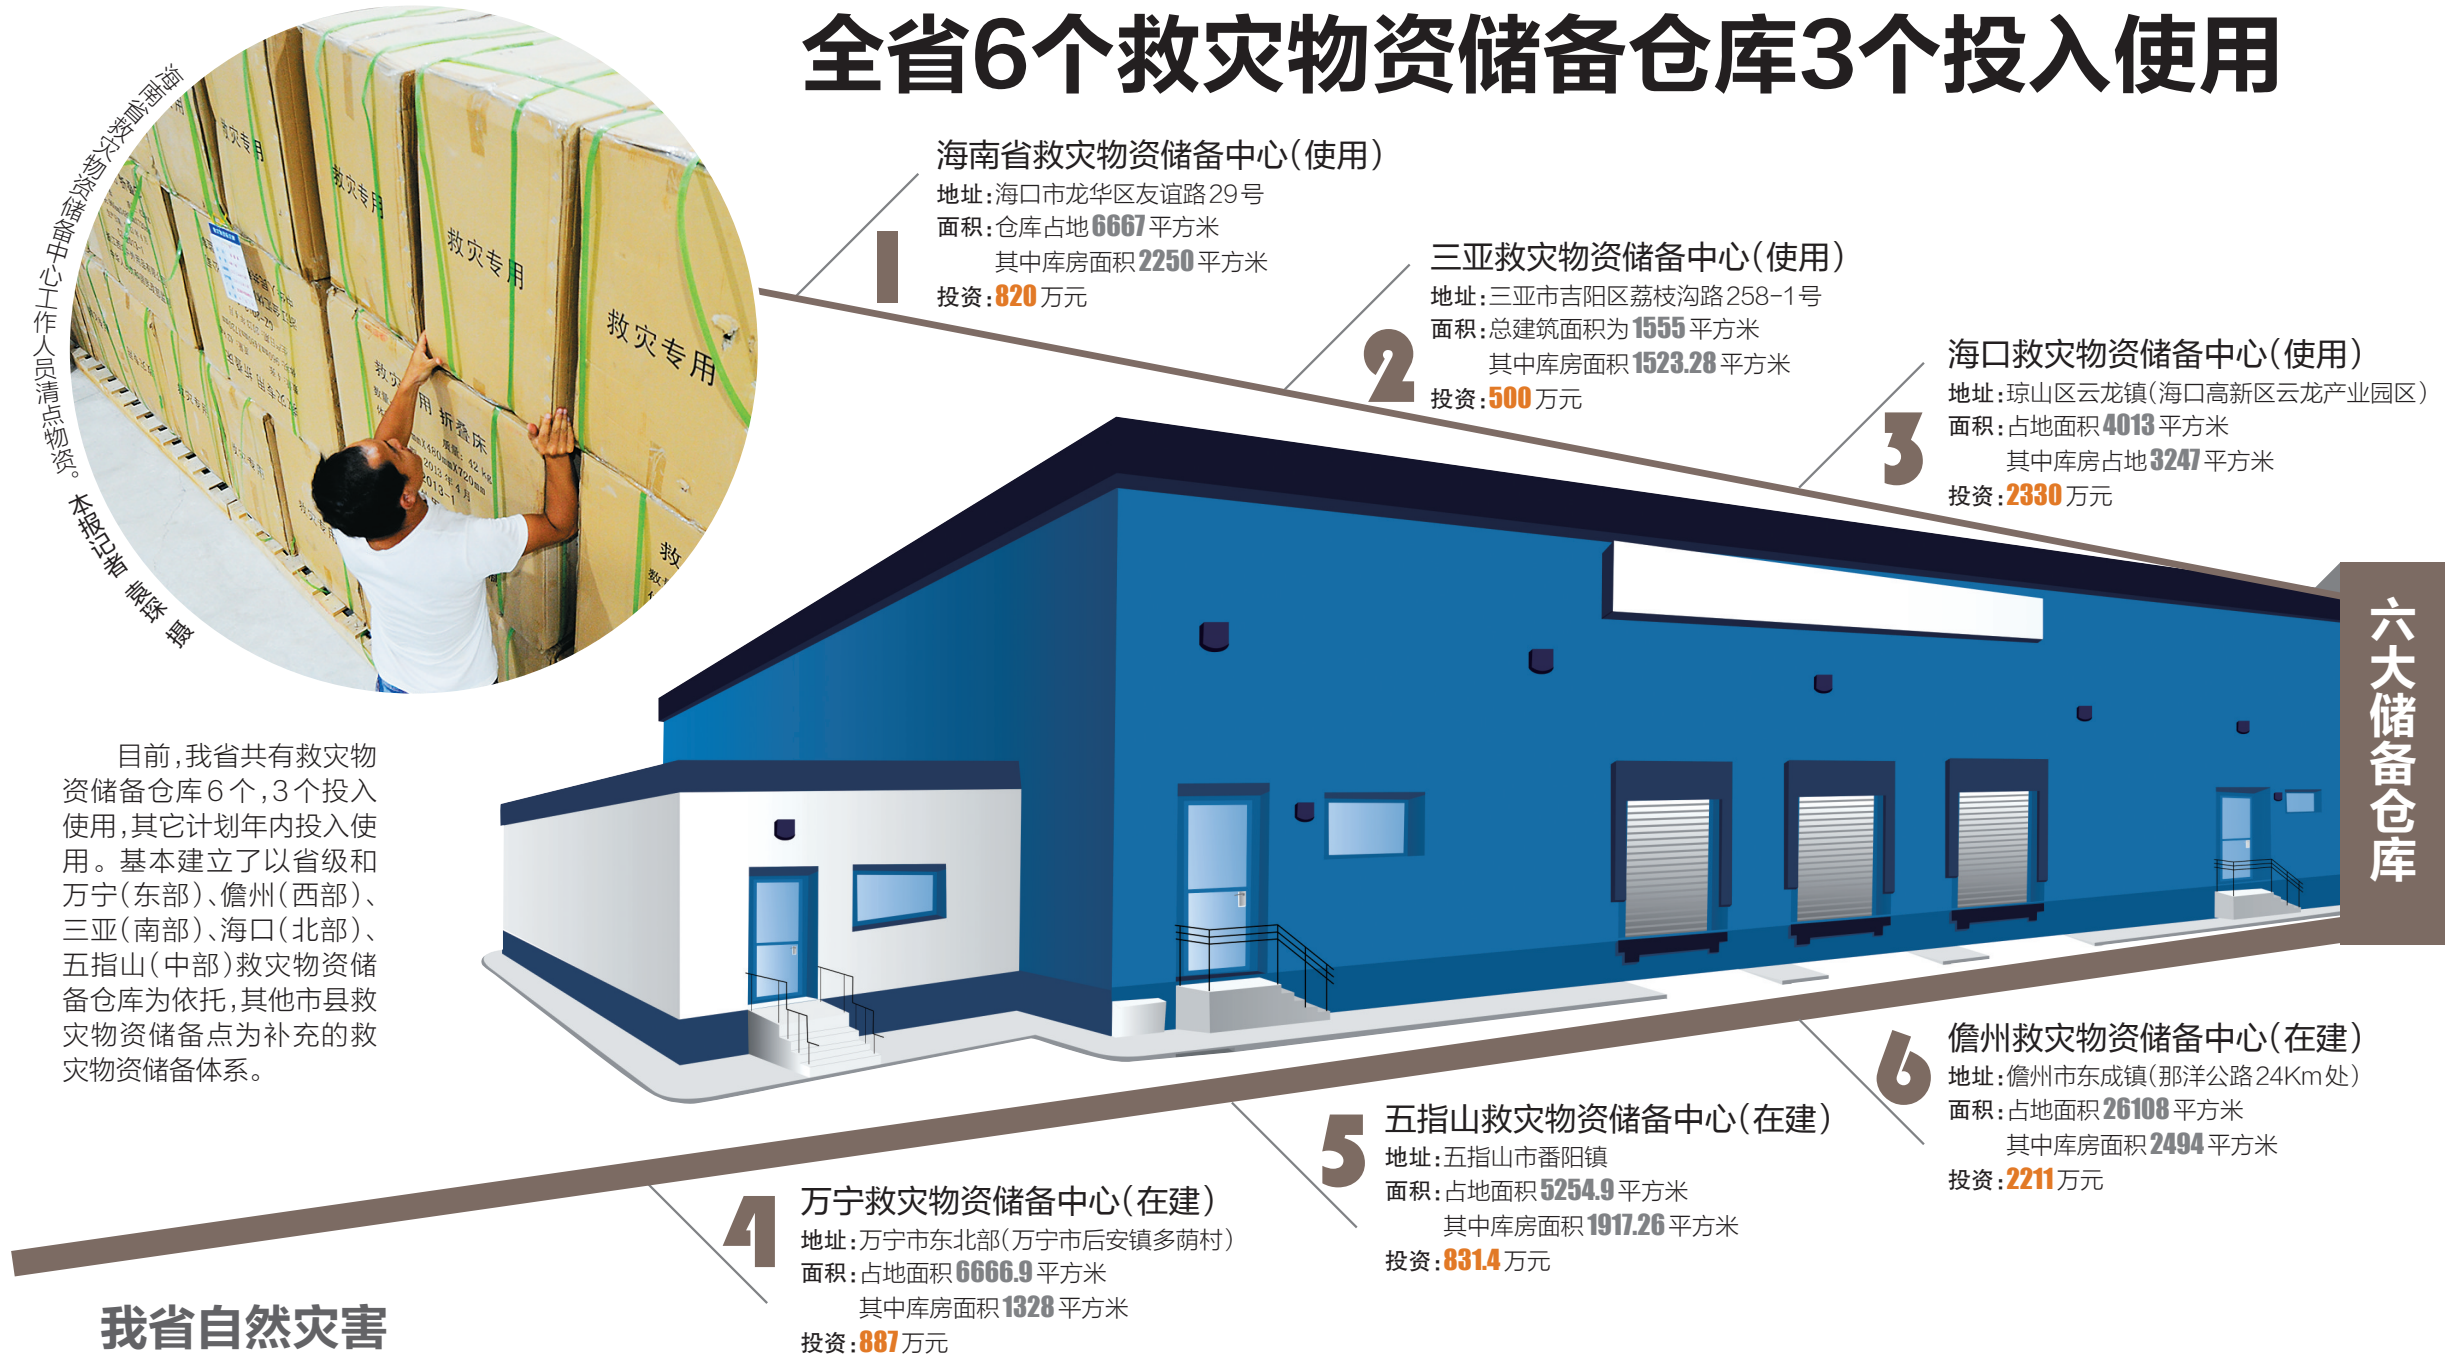 全省6个救灾物资储备仓库3个投入使用
海南省救灾物资储备中心工作人员清点物资。 本报记者 袁琛 摄
救灾专用
救灾专用
救灾专用
救灾专用
折叠床
1
海南省救灾物资储备中心(使用)
地址:海口市龙华区友谊路29号
面积:仓库占地6667平方米
其中库房面积2250平方米
投资:820万元
2
三亚救灾物资储备中心(使用)
地址:三亚市吉阳区荔枝沟路258-1号
面积:总建筑面积为1555平方米
其中库房面积1523.28平方米
投资:500万元
3
海口救灾物资储备中心(使用)
地址:琼山区云龙镇(海口高新区云龙产业园区)
面积:占地面积4013平方米
其中库房占地3247平方米
投资:2330万元
六大储备仓库
目前,我省共有救灾物
资储备仓库6个,3个投入
使用,其它计划年内投入使
用。基本建立了以省级和
万宁(东部)、儋州(西部)、
三亚(南部)、海口(北部)、
五指山(中部)救灾物资储
备仓库为依托,其他市县救
灾物资储备点为补充的救
灾物资储备体系。
4
万宁救灾物资储备中心(在建)
地址:万宁市东北部(万宁市后安镇多荫村)
面积:占地面积6666.9平方米
其中库房面积1328平方米
投资:887万元
5
五指山救灾物资储备中心(在建)
地址:五指山市番阳镇
面积:占地面积5254.9平方米
其中库房面积1917.26平方米
投资:831.4万元
6
儋州救灾物资储备中心(在建)
地址:儋州市东成镇(那洋公路24Km处)
面积:占地面积26108平方米
其中库房面积2494平方米
投资:2211万元
我省自然灾害